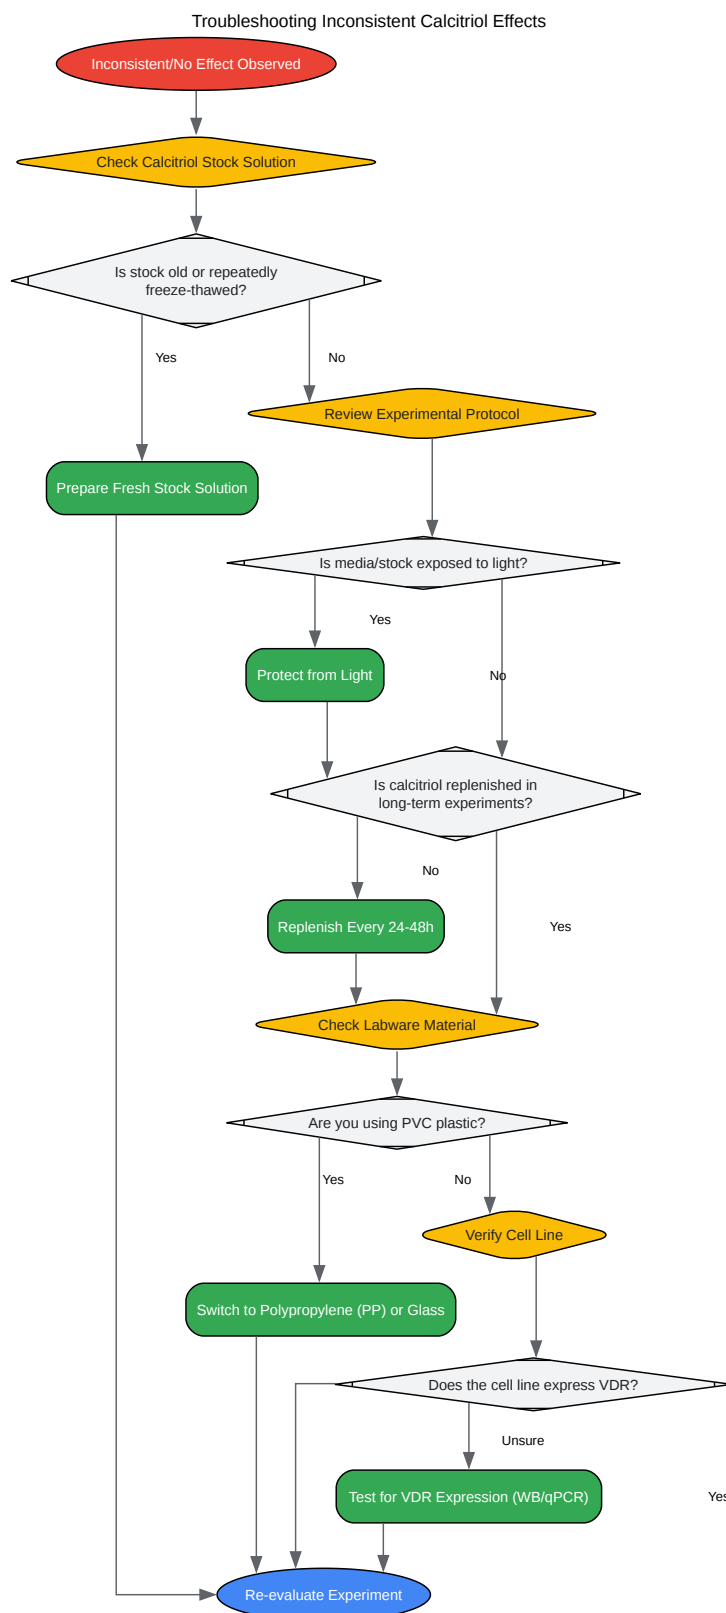 Troubleshooting Inconsistent Calcitriol Effects
Inconsistent/No Effect Observed
Check Calcitriol Stock Solution
Is stock old or repeatedly
freeze-thawed?
Yes
No
Review Experimental Protocol
Prepare Fresh Stock Solution
Is media/stock exposed to light?
Yes
Protect from Light
No
Is calcitriol replenished in
long-term experiments?
No
Replenish Every 24-48h
Yes
Check Labware Material
Are you using PVC plastic?
Yes
No
Verify Cell Line
Switch to Polypropylene (PP) or Glass
Does the cell line express VDR?
Unsure
Test for VDR Expression (WB/qPCR)
Yes
Re-evaluate Experiment